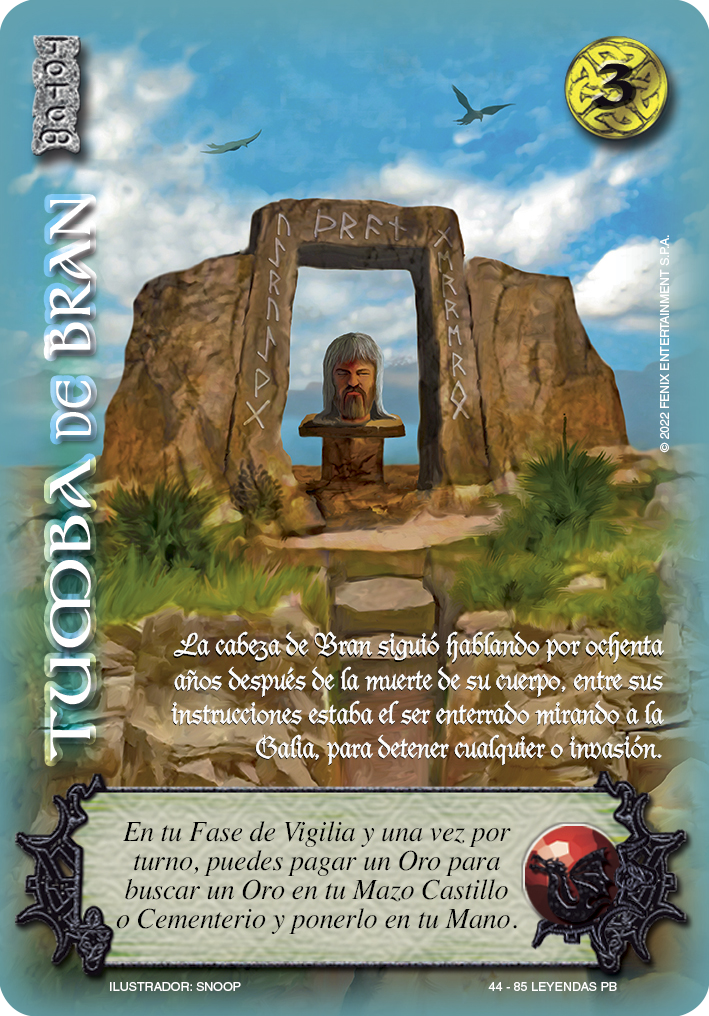 3
TUMBA DE BRAN
© 2022 FENIX ENTERTAINMENT S.P.A.
La cabeza de Bran siguió hablando por ochenta
años después de la muerte de su cuerpo, entre sus
instrucciones estaba el ser enterrado mirando a la
Galia, para detener cualquier o invasión.
En tu Fase de Vigilia y una vez por
turno, puedes pagar un Oro para
buscar un Oro en tu Mazo Castillo
o Cementerio y ponerlo en tu Mano.
ILUSTRADOR: SNOOP
44 - 85 LEYENDAS PB